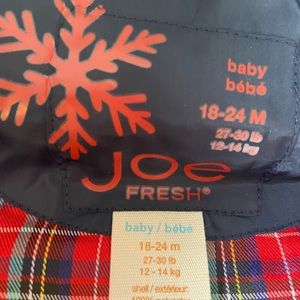 baby
bébé
18-24 M
27-30 lb
12-14 kg
joe
FRESH®
baby / bébé
18-24 m
27-30 lb
12 - 14 kg
shell / extérieur: